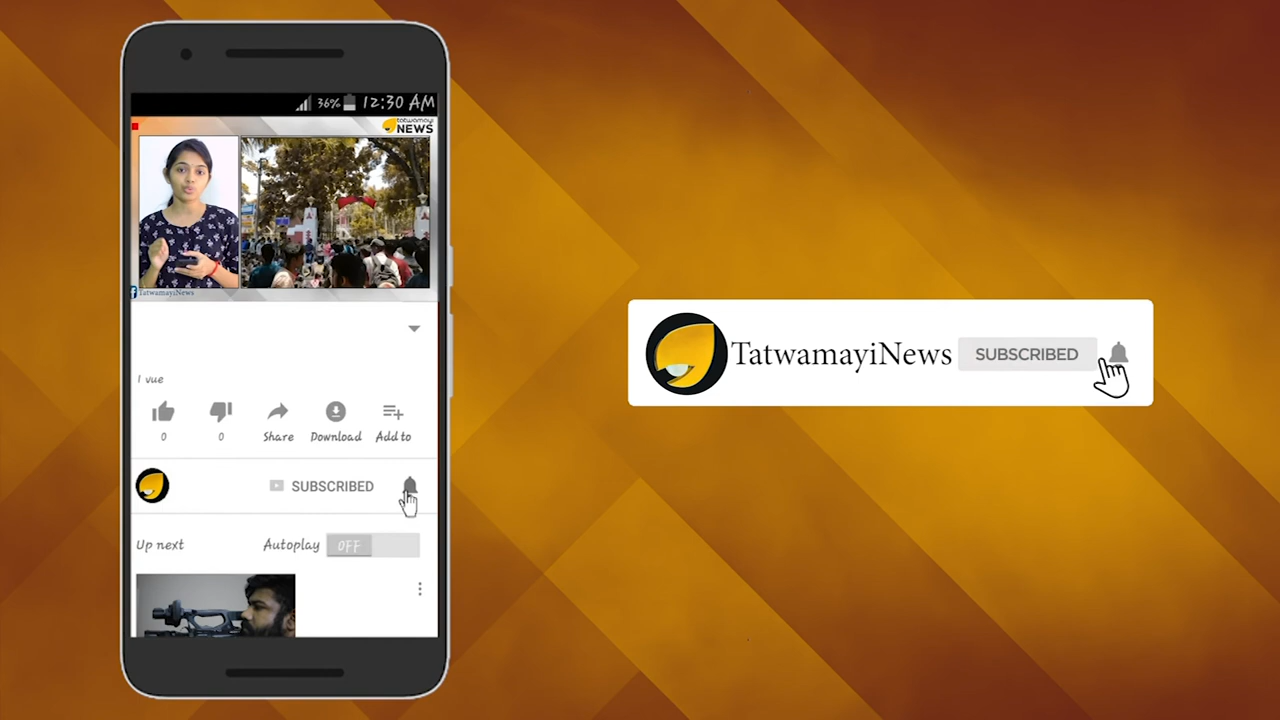 36% 12:30 AM
tatwamayi
NEWS
TatwamayiNews
1 vue
0 0 Share Download Add to
SUBSCRIBED
Up next Autoplay OFF
TatwamayiNews SUBSCRIBED